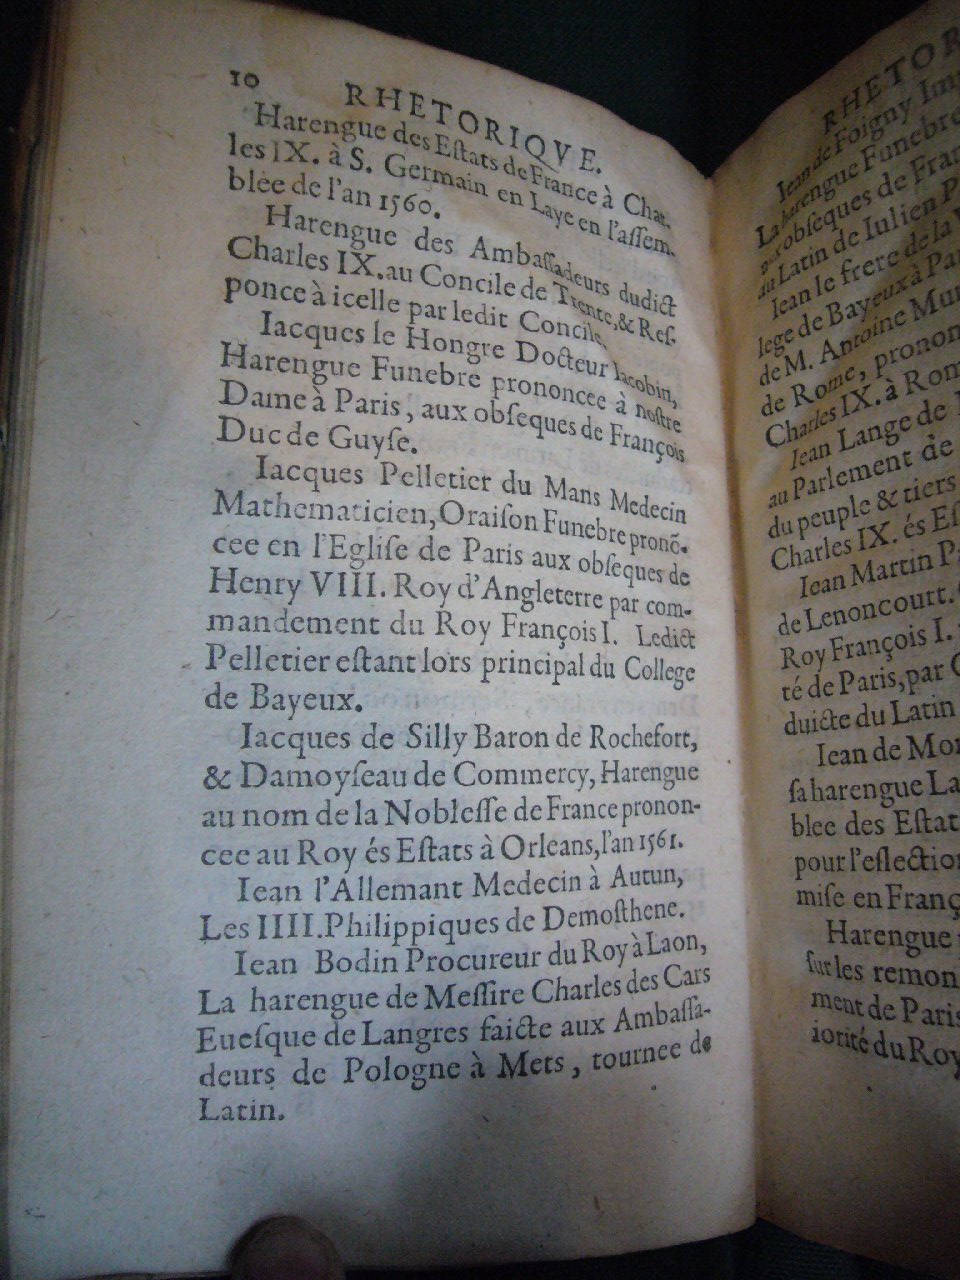 10 RHETORIQVE.
Harengue des Eſtats de France à Char-
les IX. à S. Germain en Laye en l'aſſem-
blée de l'an 1560.
Harengue des Ambaſſadeurs dudict
Charles IX. au Concile de Trente, & Reſ-
ponce à icelle par ledit Concile.
Iacques le Hongre Docteur Iacobin,
Harengue Funebre prononcee à noſtre
Dame à Paris, aux obſeques de François
Duc de Guyſe.
Iacques Pelletier du Mans Medecin
Mathematicien, Oraiſon Funebre pronõ-
cee en l'Egliſe de Paris aux obſeques de
Henry VIII. Roy d'Angleterre par com-
mandement du Roy François I. Ledict
Pelletier eſtant lors principal du College
de Bayeux.
Iacques de Silly Baron de Rochefort,
& Damoyſeau de Commercy, Harengue
au nom de la Nobleſſe de France pronon-
cee au Roy és Eſtats à Orleans, l'an 1561.
Iean l'Allemant Medecin à Autun,
Les IIII. Philippiques de Demoſthene.
Iean Bodin Procureur du Roy à Laon,
La harengue de Meſſire Charles des Cars
Eueſque de Langres faicte aux Ambaſſa-
deurs de Pologne à Mets, tournee de
Latin.
RHETOR
Iean de Foigny Imp
La harengue Funebre
aux obſeques de Fran
du Latin de Iulien P
Iean le frere de la V
lege de Bayeux à Par
de M. Antoine Mur
de Rome, pronon
Charles IX. à Rom
Iean Lange de
au Parlement de
du peuple & tiers
Charles IX. és Eſ
Iean Martin Pa
de Lenoncourt.
Roy François I.
té de Paris, par C
duicte du Latin
Iean de Mon
ſa harengue La
blee des Eſtat
pour l'eſlection
miſe en Franç
Harengue
ſur les remon
ment de Paris
iorité du Roy